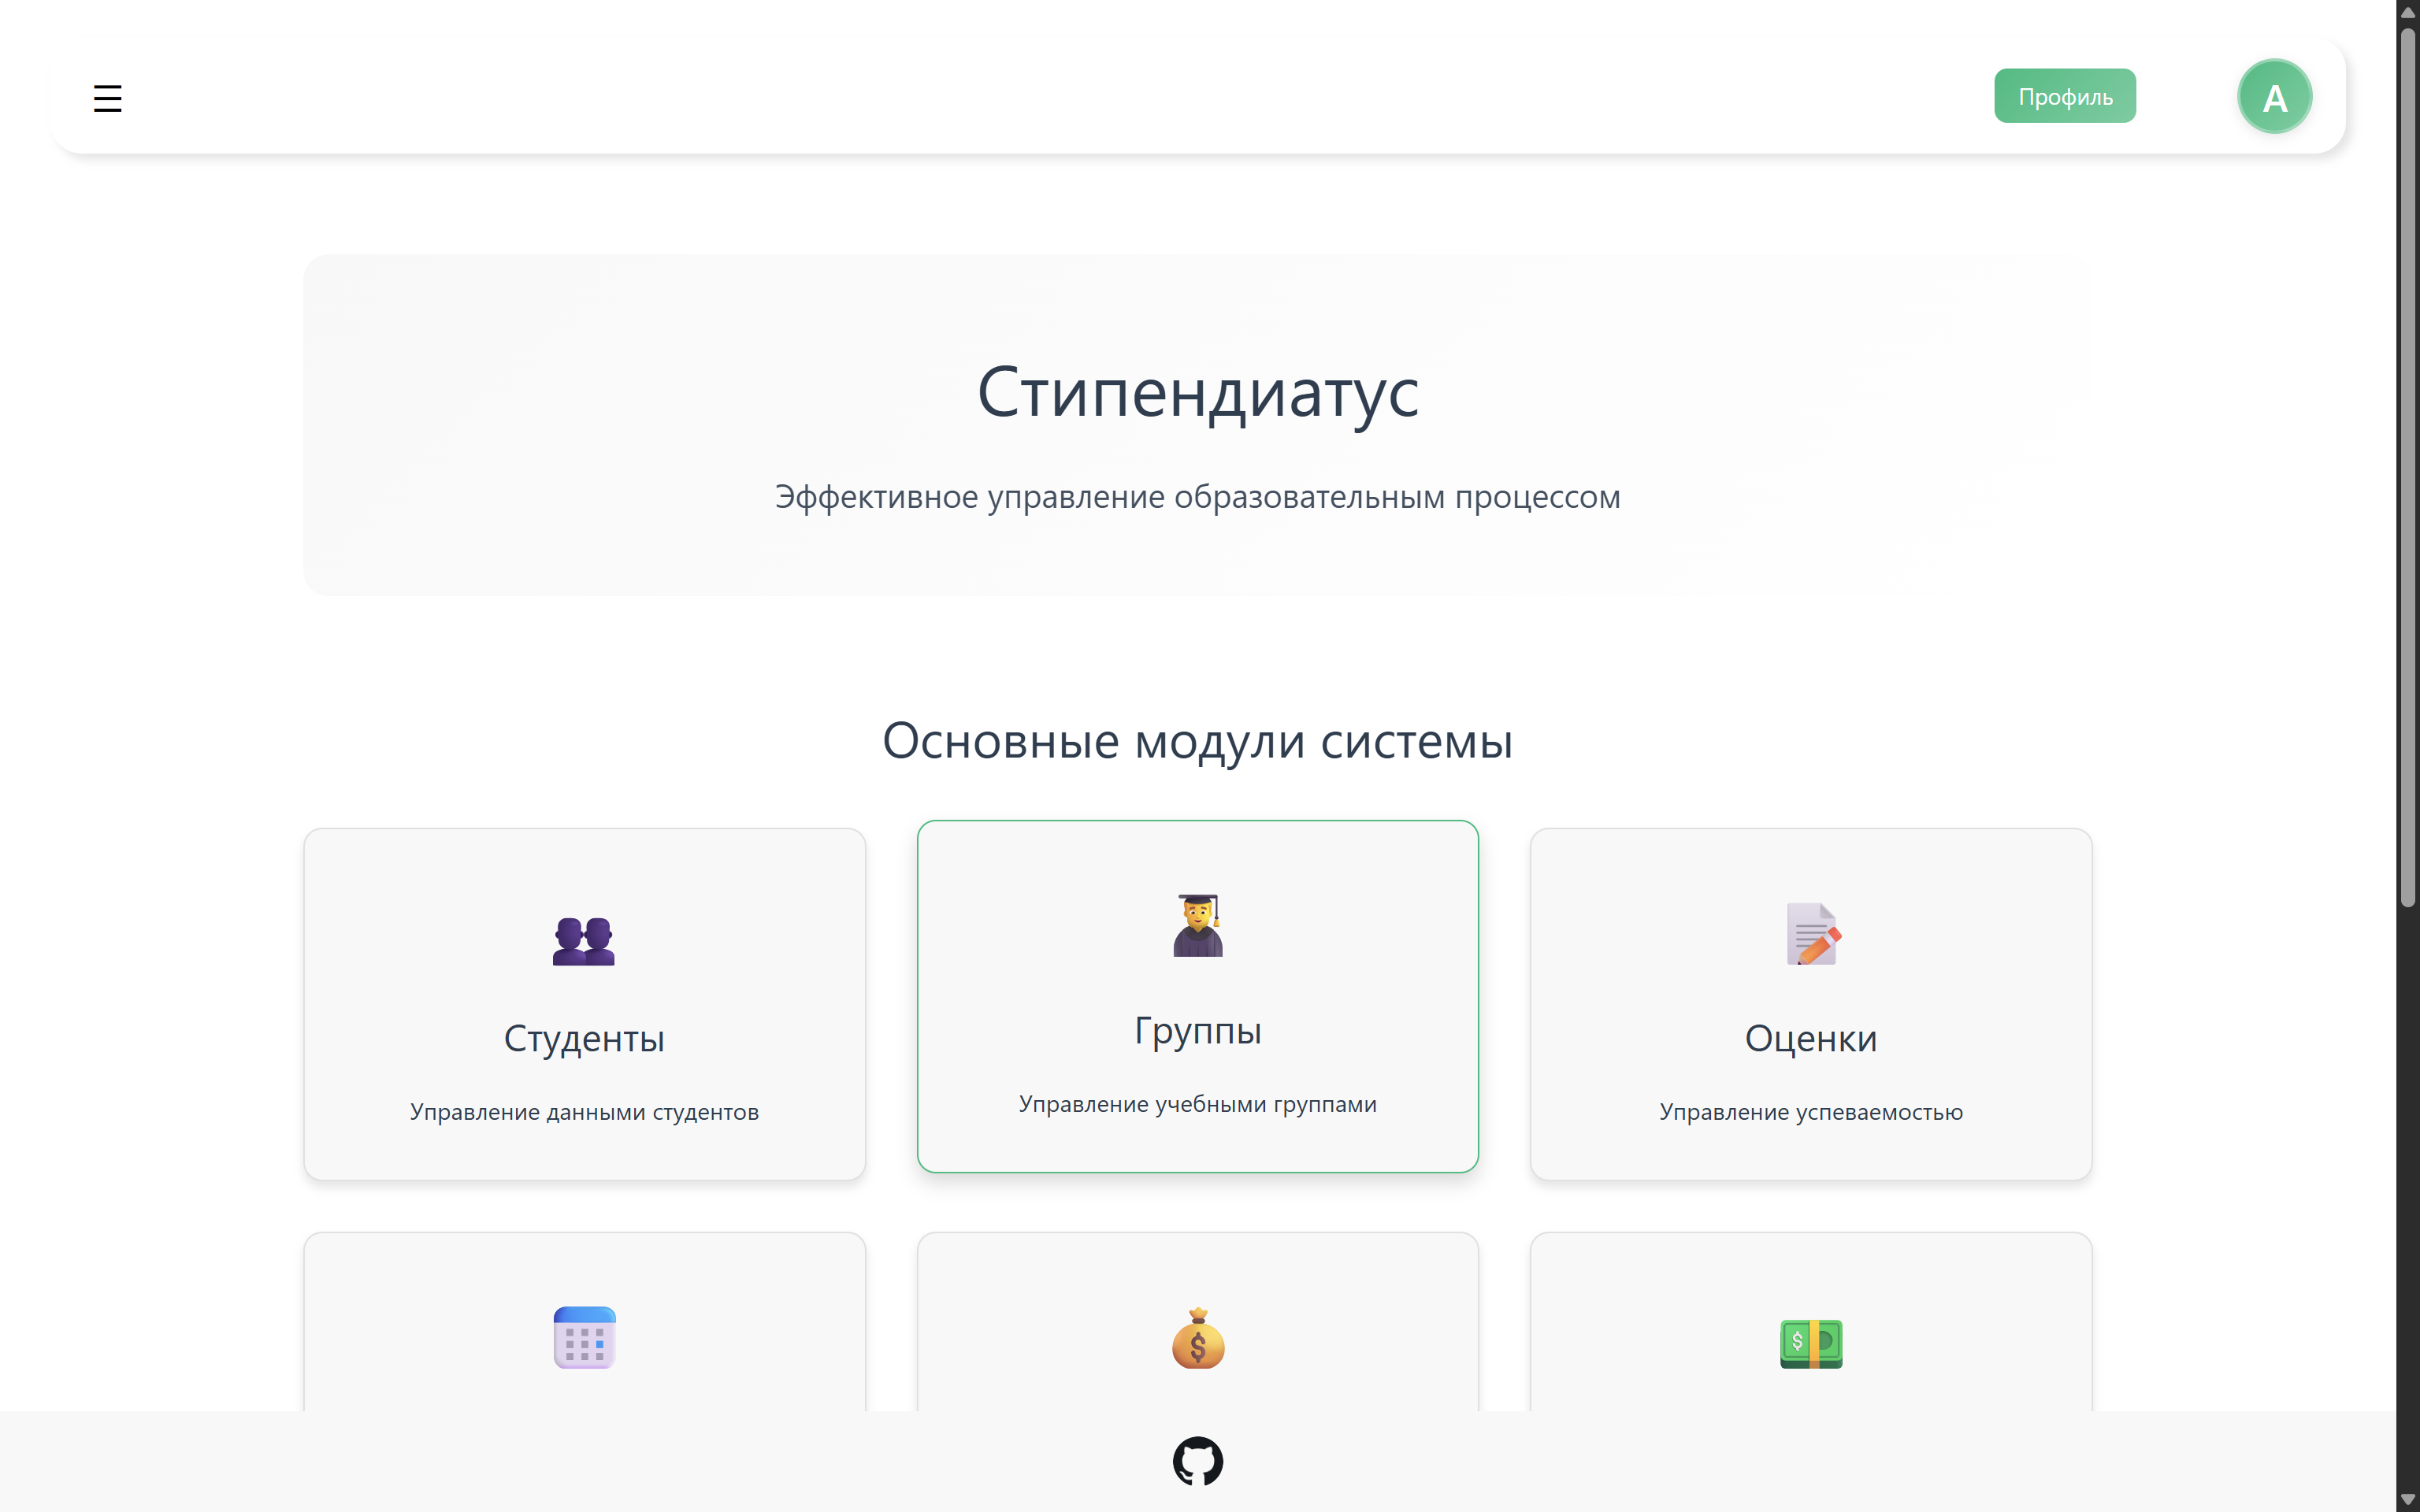 Профиль
A
Стипендиатус
Эффективное управление образовательным процессом
Основные модули системы
Студенты
Управление данными студентов
Группы
Управление учебными группами
Оценки
Управление успеваемостью